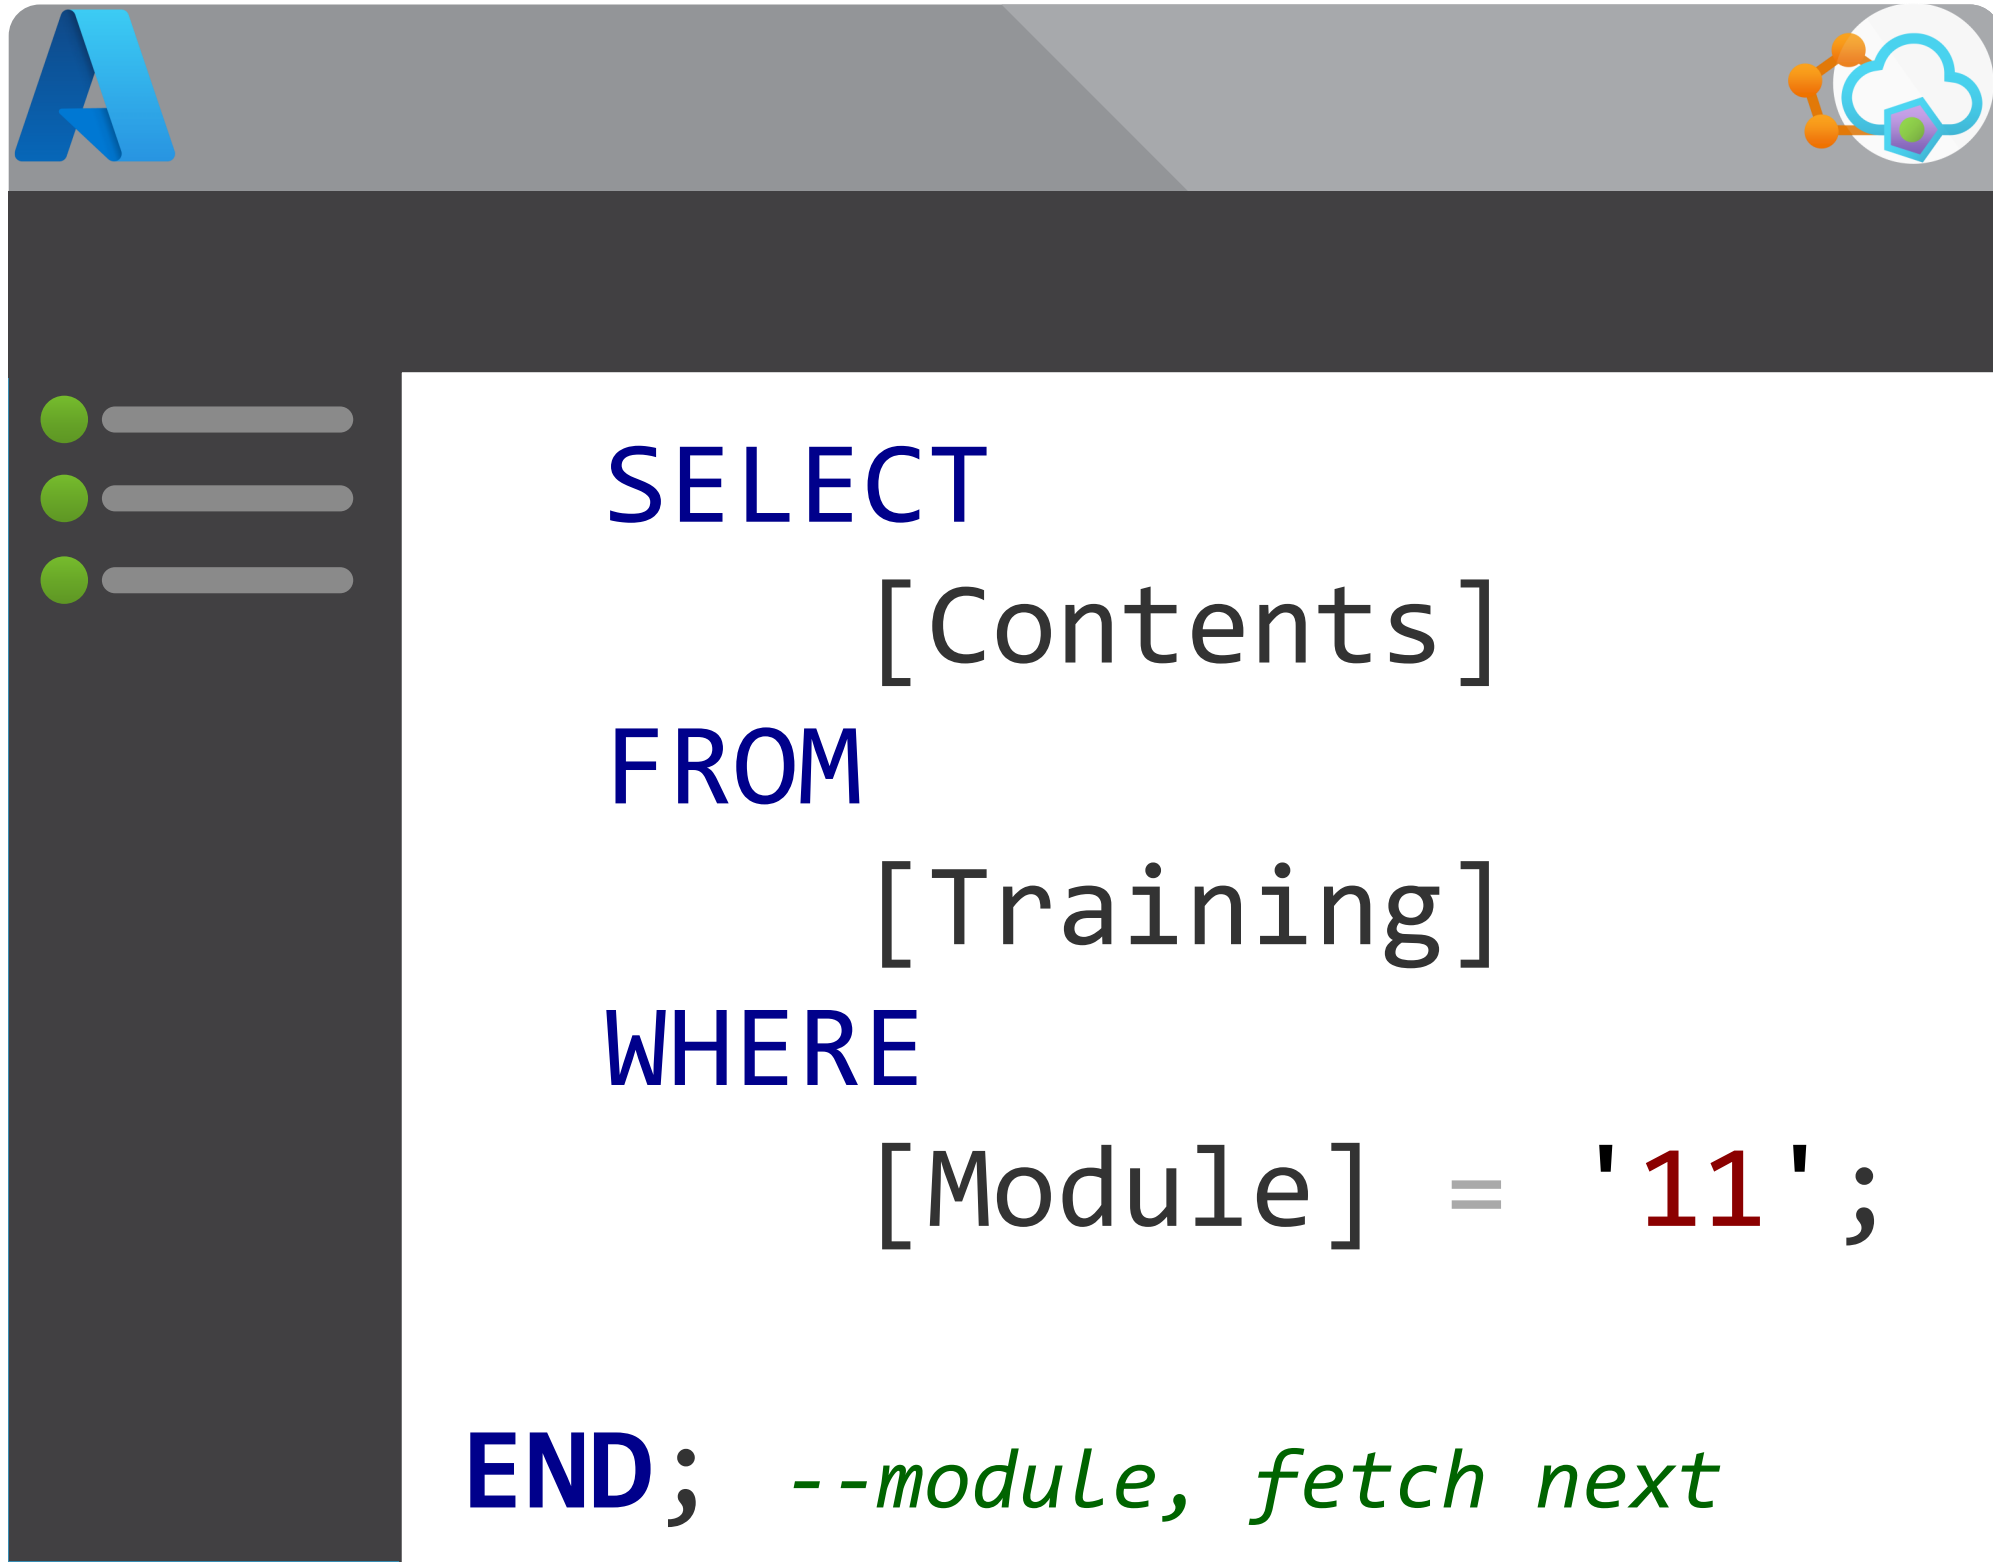 SELECT
[Contents]
FROM
[Training]
WHERE
[Module] = '11';
END; --module, fetch next